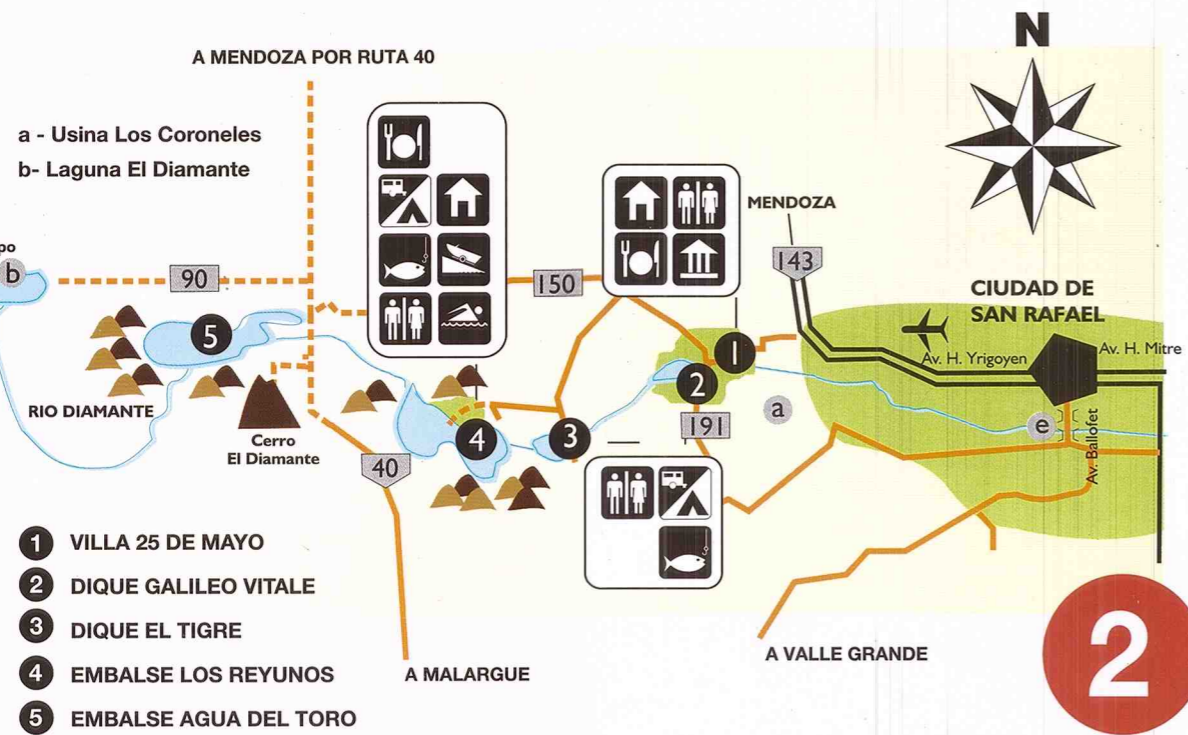 N
A MENDOZA POR RUTA 40
a - Usina Los Coroneles
b- Laguna El Diamante
MENDOZA
po
b
90
150
143
CIUDAD DE
SAN RAFAEL
5
1
Av. H. Yrigoyen
Av. H. Mitre
2
RIO DIAMANTE
a
191
e
Av. Ballofet
4
3
Cerro
El Diamante
40
1 VILLA 25 DE MAYO
2 DIQUE GALILEO VITALE
3 DIQUE EL TIGRE
4 EMBALSE LOS REYUNOS
5 EMBALSE AGUA DEL TORO
A MALARGUE
A VALLE GRANDE
2